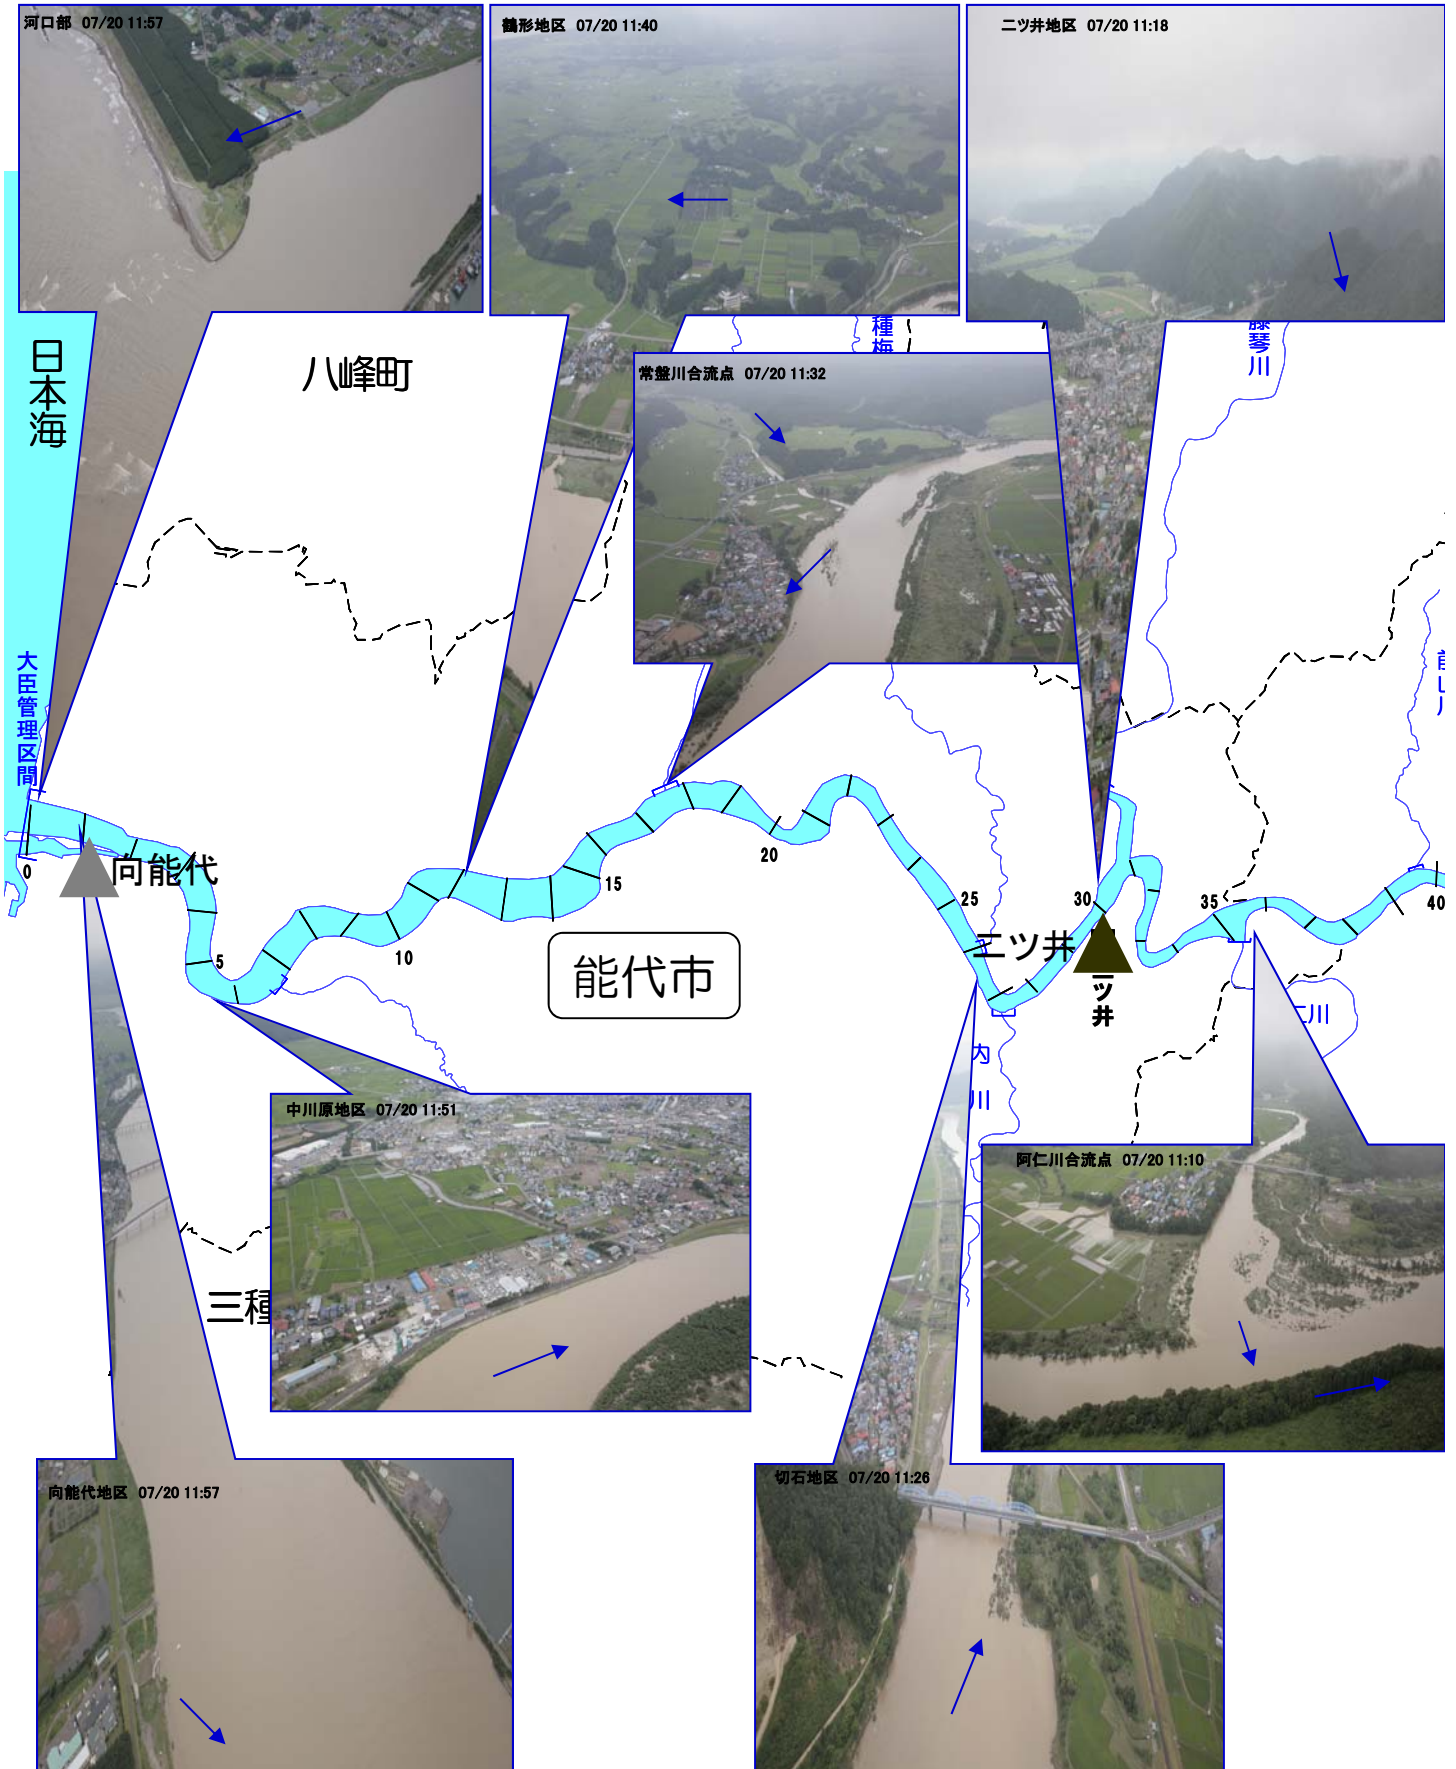 河口部 07/20 11:57
鶴形地区 07/20 11:40
二ツ井地区 07/20 11:18
日本海
八峰町
種梅
藤琴川
常盤川合流点 07/20 11:32
大臣管理区間
0
向能代
5
10
15
20
25
30
35
40
能代市
二ツ井
二ツ井
仁川
内川
中川原地区 07/20 11:51
阿仁川合流点 07/20 11:10
三種
向能代地区 07/20 11:57
切石地区 07/20 11:26